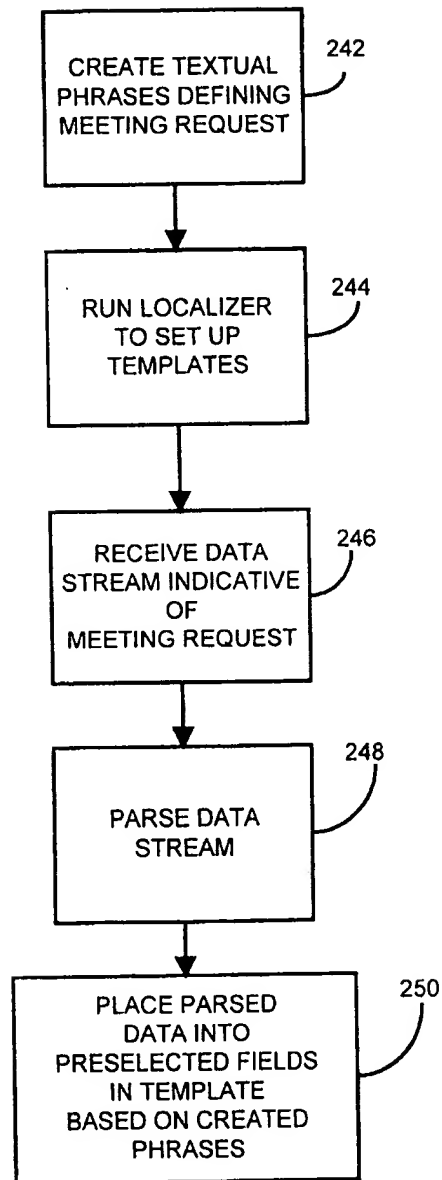 CREATE TEXTUAL
PHRASES DEFINING
MEETING REQUEST
242
RUN LOCALIZER
TO SET UP
TEMPLATES
244
RECEIVE DATA
STREAM INDICATIVE
OF
MEETING REQUEST
246
PARSE DATA
STREAM
248
PLACE PARSED
DATA INTO
PRESELECTED FIELDS
IN TEMPLATE
BASED ON CREATED
PHRASES
250